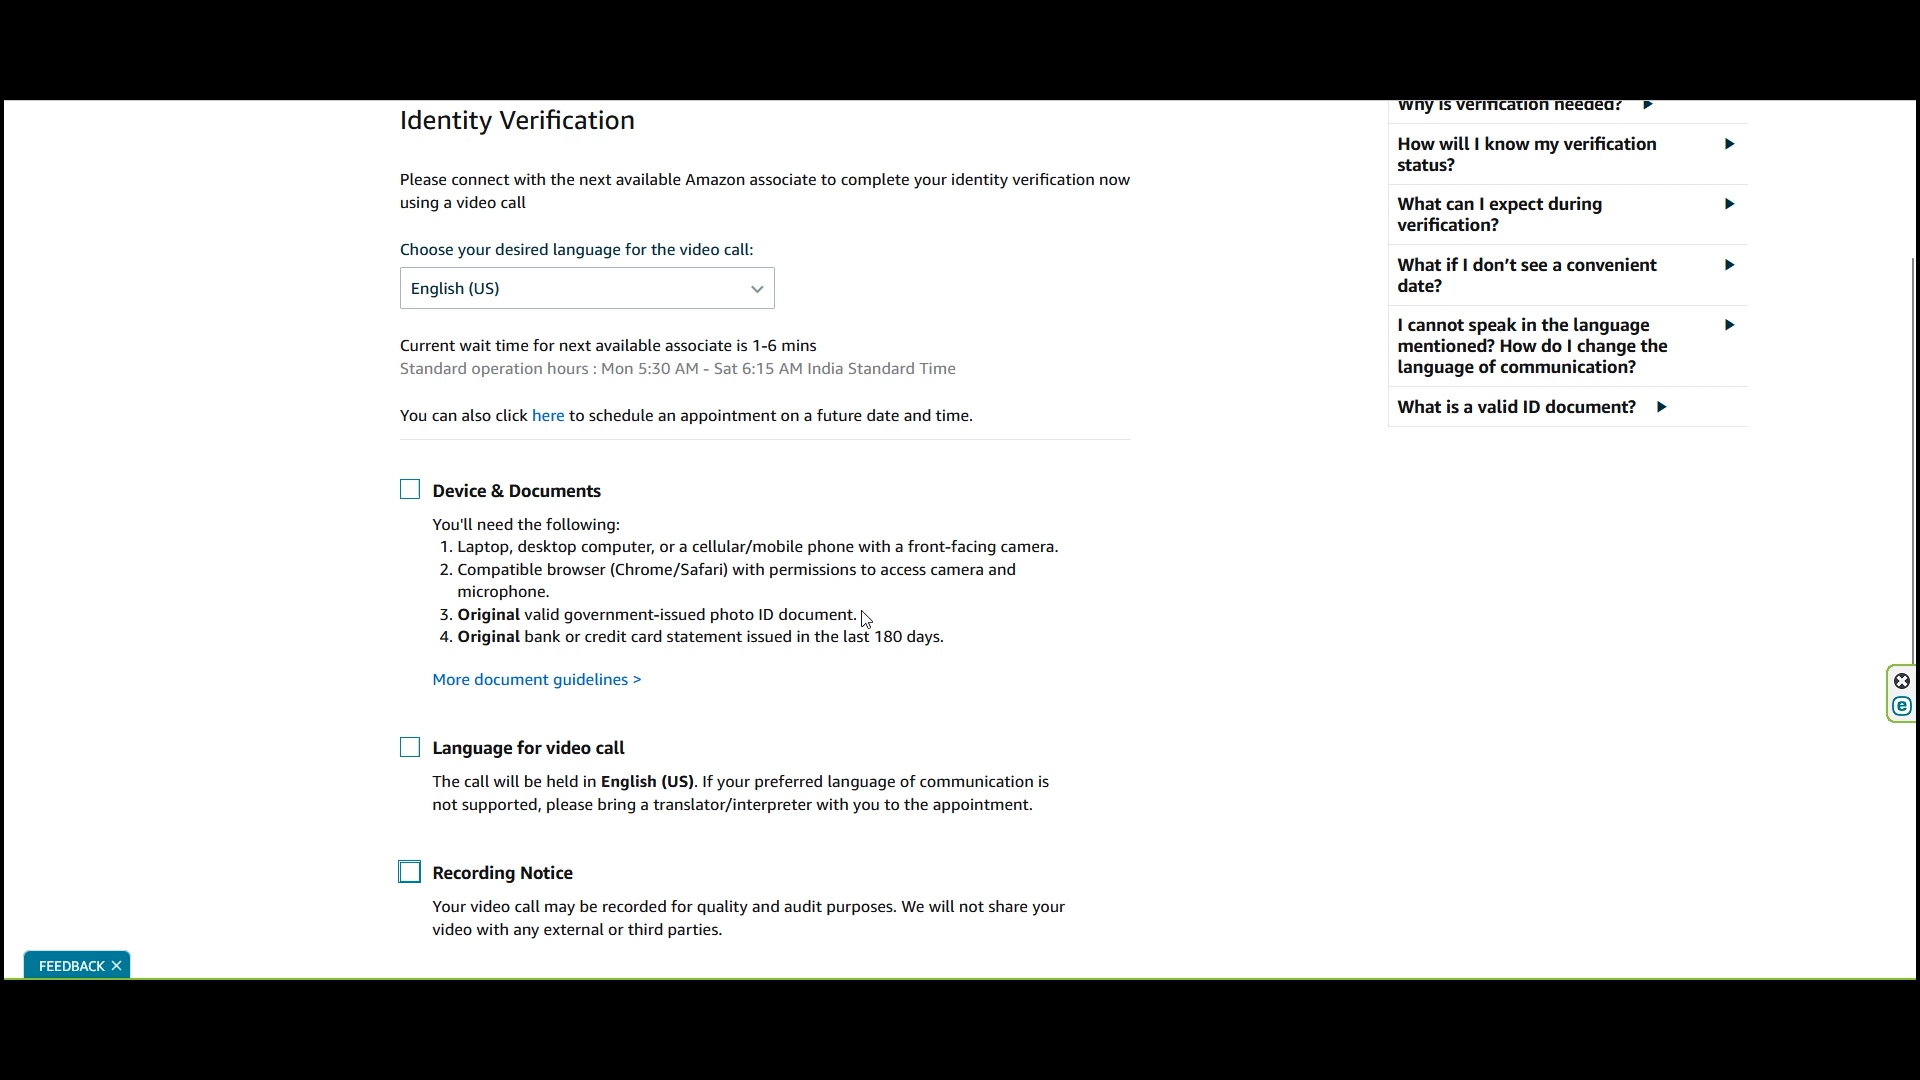 Identity Verification
Please connect with the next available Amazon associate to complete your identity verification now
using a video call
Choose your desired language for the video call:
English (US)
Current wait time for next available associate is 1-6 mins
Standard operation hours : Mon 5:30 AM - Sat 6:15 AM India Standard Time
You can also click here to schedule an appointment on a future date and time.
Device & Documents
You'll need the following:
1. Laptop, desktop computer, or a cellular/mobile phone with a front-facing camera.
2. Compatible browser (Chrome/Safari) with permissions to access camera and
microphone.
3. Original valid government-issued photo ID document.
4. Original bank or credit card statement issued in the last 180 days.
More document guidelines >
Language for video call
The call will be held in English (US). If your preferred language of communication is
not supported, please bring a translator/interpreter with you to the appointment.
Recording Notice
Your video call may be recorded for quality and audit purposes. We will not share your
video with any external or third parties.
FEEDBACK
Why is verification needed?
How will I know my verification
status?
What can I expect during
verification?
What if I don’t see a convenient
date?
I cannot speak in the language
mentioned? How do I change the
language of communication?
What is a valid ID document?
e